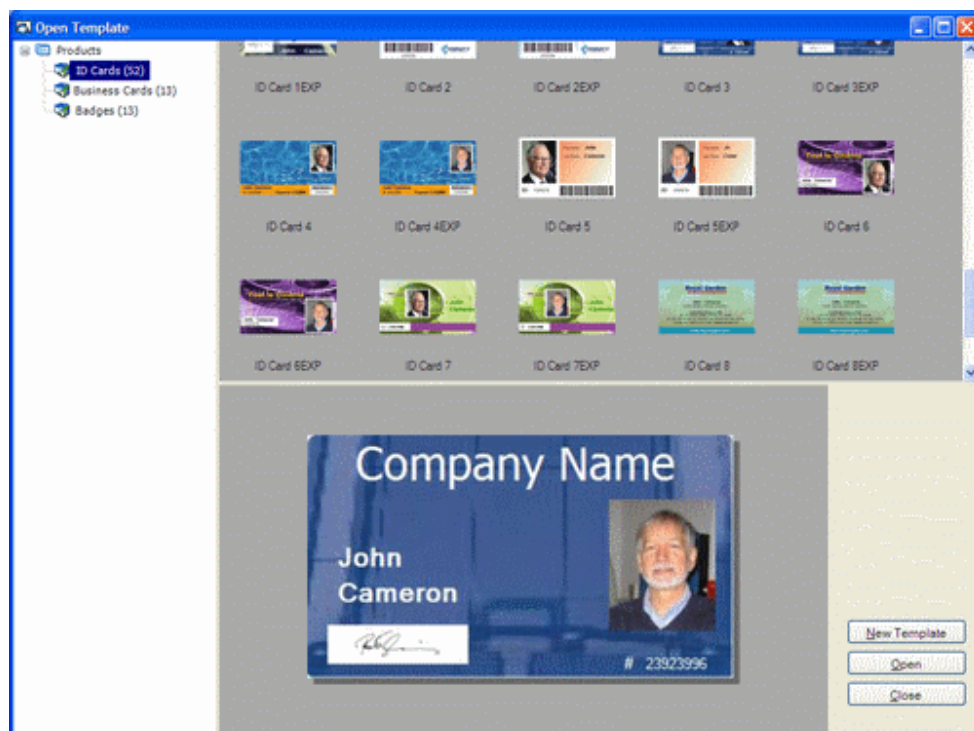 Open Template
Products
ID Cards (52)
Business Cards (13)
Badges (13)
ID Card 1EXP
ID Card 2
ID Card 2EXP
ID Card 3
ID Card 3EXP
ID Card 4
ID Card 4EXP
ID Card 5
ID Card 5EXP
ID Card 6
ID Card 6EXP
ID Card 7
ID Card 7EXP
ID Card 8
ID Card 8EXP
Company Name
John
Cameron
# 23923996
New Template
Open
Close